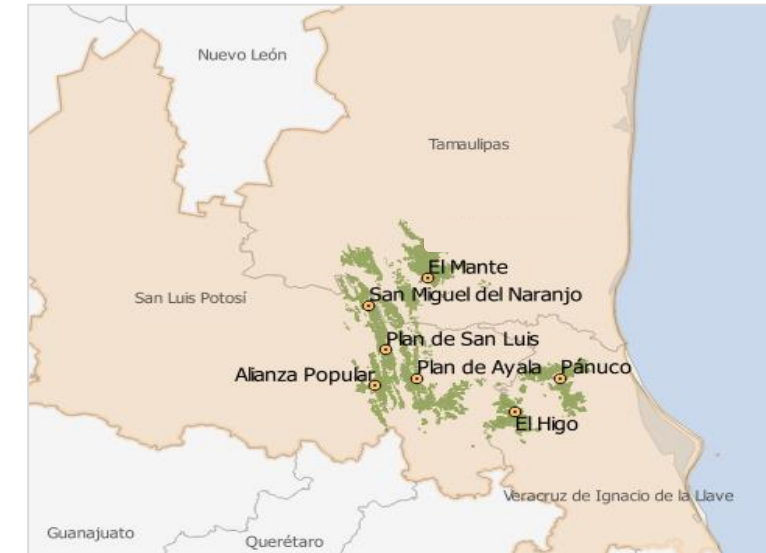 Nuevo León
Tamaulipas
El Mante
San Luis Potosí
San Miguel del Naranjo
Plan de San Luis
Alianza Popular
Plan de Ayala
Pánuco
El Higo
Veracruz de Ignacio de la Llave
Guanajuato
Querétaro